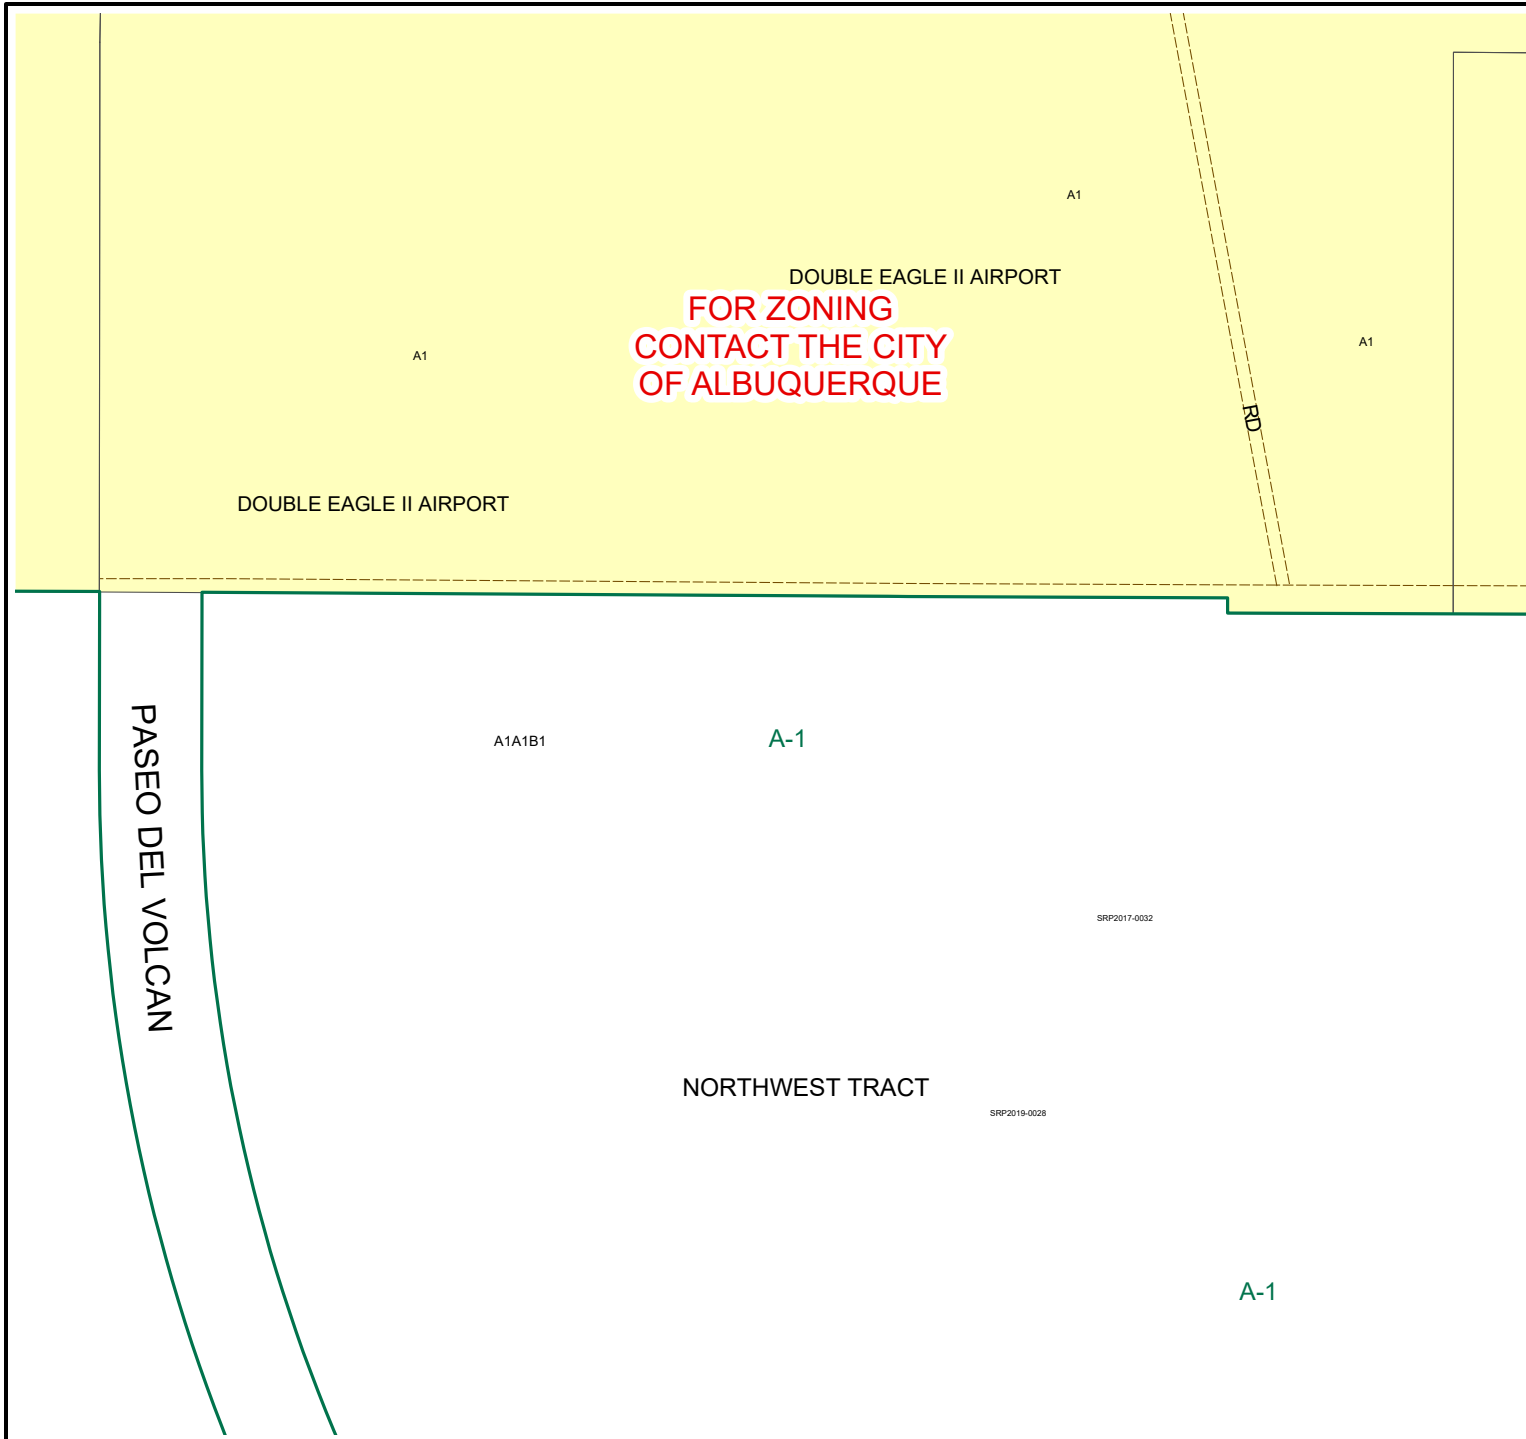 A1
DOUBLE EAGLE II AIRPORT
FOR ZONING
CONTACT THE CITY
OF ALBUQUERQUE
A1
A1
RD
DOUBLE EAGLE II AIRPORT
PASEO DEL VOLCAN
A1A1B1
A-1
SRP2017-0032
NORTHWEST TRACT
SRP2019-0028
A-1